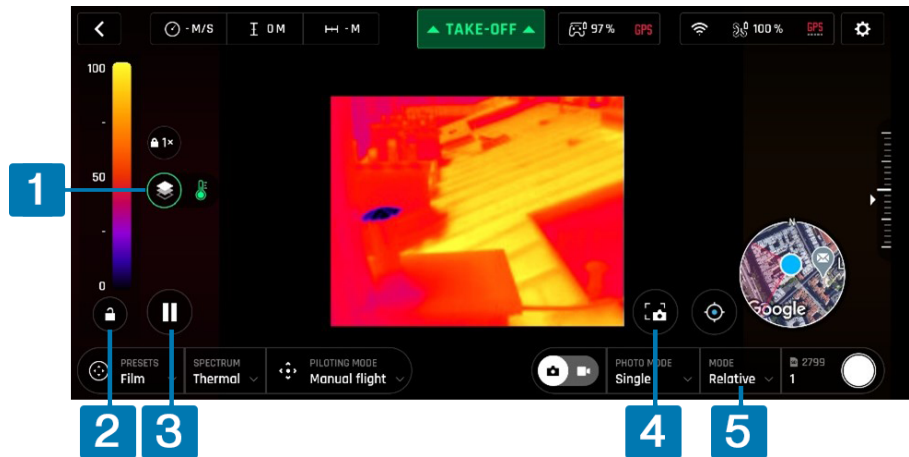 - M/S
0 M
- M
TAKE-OFF
97 %
GPS
100 %
GPS
100
-
50
-
0
1×
1
N
L
Google
PRESETS
Film
SPECTRUM
Thermal
PILOTING MODE
Manual flight
PHOTO MODE
Single
MODE
Relative
2799
1
2
3
4
5